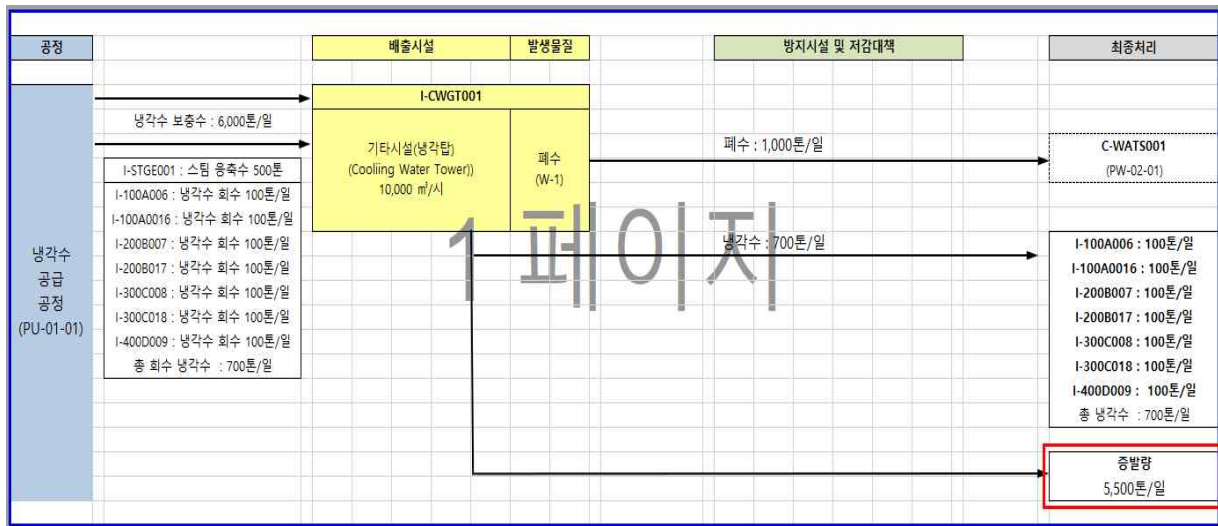 공정
배출시설
발생물질
방지시설 및 저감대책
최종처리
냉각수
공급
공정
(PU-01-01)
냉각수 보충수 : 6,000톤/일
I-STGE001 : 스팀 응축수 500톤
I-100A006 : 냉각수 회수 100톤/일
I-100A0016 : 냉각수 회수 100톤/일
I-200B007 : 냉각수 회수 100톤/일
I-200B017 : 냉각수 회수 100톤/일
I-300C008 : 냉각수 회수 100톤/일
I-300C018 : 냉각수 회수 100톤/일
I-400D009 : 냉각수 회수 100톤/일
총 회수 냉각수 : 700톤/일
I-CWGT001
기타시설(냉각탑)
(Cooliing Water Tower))
10,000 ㎥/시
폐수
(W-1)
폐수 : 1,000톤/일
냉각수 : 700톤/일
1 페이지
C-WATS001
(PW-02-01)
I-100A006 : 100톤/일
I-100A0016 : 100톤/일
I-200B007 : 100톤/일
I-200B017 : 100톤/일
I-300C008 : 100톤/일
I-300C018 : 100톤/일
I-400D009 : 100톤/일
총 냉각수 : 700톤/일
증발량
5,500톤/일